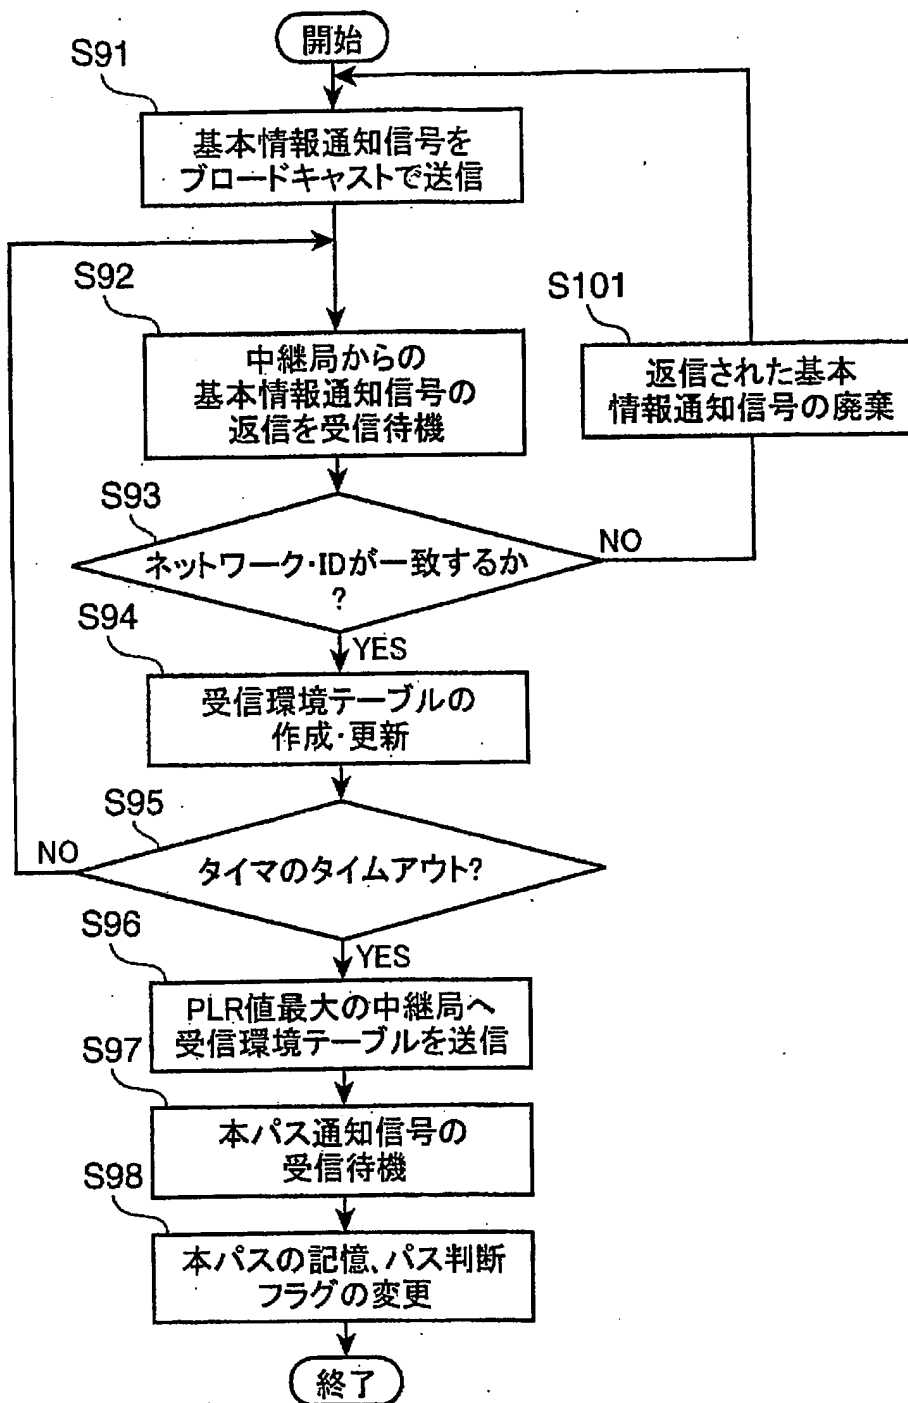 開始
S91
基本情報通知信号を
ブロードキャストで送信
S92
中継局からの
基本情報通知信号の
返信を受信待機
S101
返信された基本
情報通知信号の廃棄
S93
ネットワーク・IDが一致するか
?
NO
YES
S94
受信環境テーブルの
作成・更新
S95
タイマのタイムアウト?
NO
YES
S96
PLR値最大の中継局へ
受信環境テーブルを送信
S97
本パス通知信号の
受信待機
S98
本パスの記憶、パス判断
フラグの変更
終了